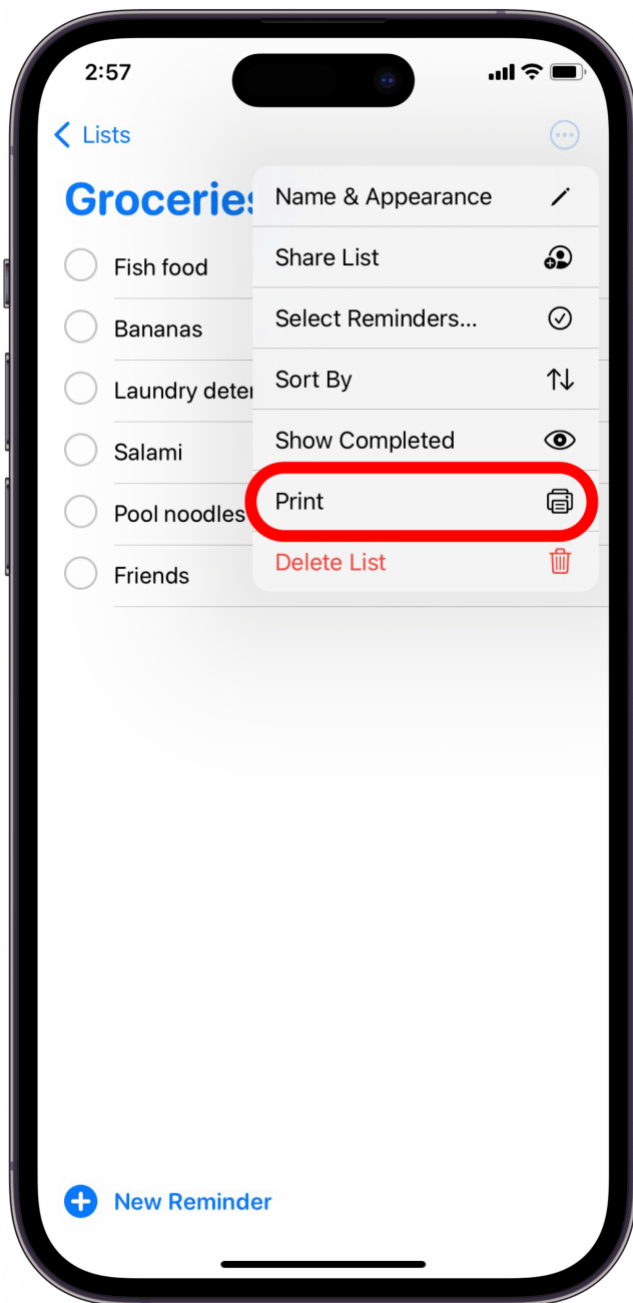 2:57
Lists
Groceries
Name & Appearance
Fish food
Share List
Bananas
Select Reminders...
Laundry deter
Sort By
Salami
Show Completed
Pool noodles
Print
Friends
Delete List
New Reminder